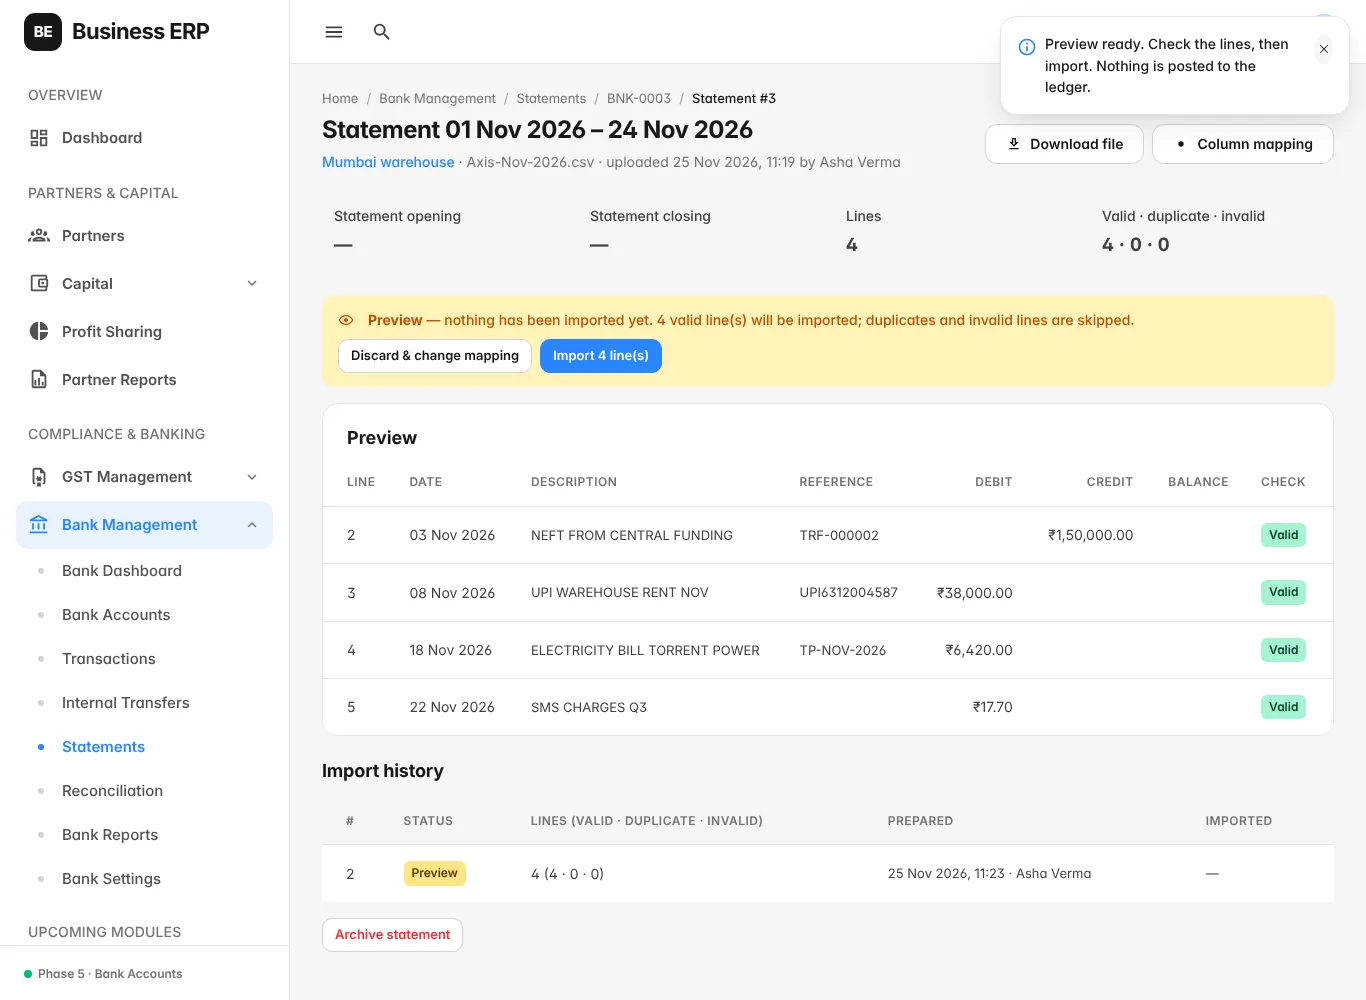 BE Business ERP
OVERVIEW
Dashboard
PARTNERS & CAPITAL
Partners
Capital
Profit Sharing
Partner Reports
COMPLIANCE & BANKING
GST Management
Bank Management
Bank Dashboard
Bank Accounts
Transactions
Internal Transfers
Statements
Reconciliation
Bank Reports
Bank Settings
UPCOMING MODULES
Phase 5 · Bank Accounts
Preview ready. Check the lines, then
import. Nothing is posted to the
ledger.
Home / Bank Management / Statements / BNK-0003 / Statement #3
Statement 01 Nov 2026 – 24 Nov 2026
Mumbai warehouse · Axis-Nov-2026.csv · uploaded 25 Nov 2026, 11:19 by Asha Verma
Download file
Column mapping
Statement opening
—
Statement closing
—
Lines
4
Valid · duplicate · invalid
4 · 0 · 0
Preview — nothing has been imported yet. 4 valid line(s) will be imported; duplicates and invalid lines are skipped.
Discard & change mapping
Import 4 line(s)
Preview
LINE DATE DESCRIPTION REFERENCE DEBIT CREDIT BALANCE CHECK
2 03 Nov 2026 NEFT FROM CENTRAL FUNDING TRF-000002 ₹1,50,000.00 Valid
3 08 Nov 2026 UPI WAREHOUSE RENT NOV UPI6312004587 ₹38,000.00 Valid
4 18 Nov 2026 ELECTRICITY BILL TORRENT POWER TP-NOV-2026 ₹6,420.00 Valid
5 22 Nov 2026 SMS CHARGES Q3 ₹17.70 Valid
Import history
# STATUS LINES (VALID · DUPLICATE · INVALID) PREPARED IMPORTED
2 Preview 4 (4 · 0 · 0) 25 Nov 2026, 11:23 · Asha Verma —
Archive statement